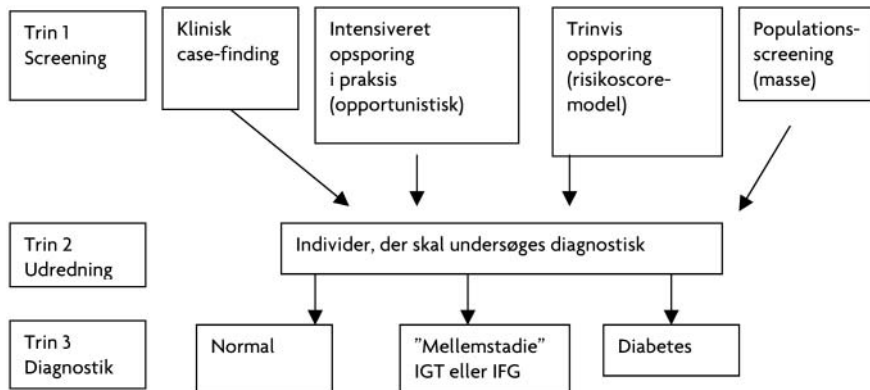 Trin 1
Screening
Klinisk
case-finding
Intensiveret
opsporing
i praksis
(opportunistisk)
Trinvis
opsporing
(risikoscore-
model)
Populations-
screening
(masse)
Trin 2
Udredning
Individer, der skal undersøges diagnostisk
Trin 3
Diagnostik
Normal
”Mellemstadie”
IGT eller IFG
Diabetes